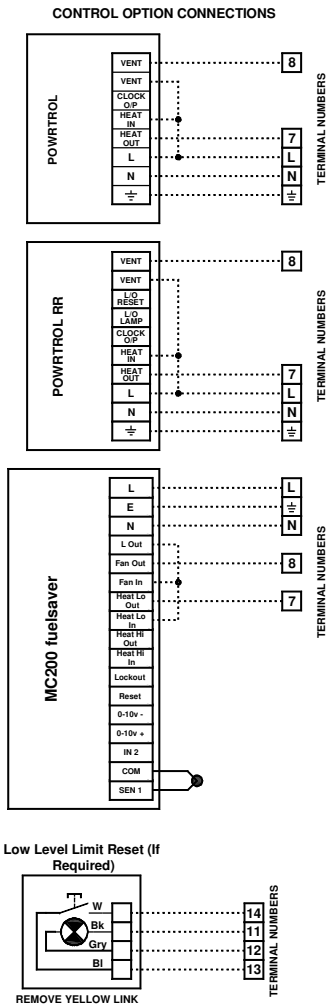 CONTROL OPTION CONNECTIONS
POWRTROL
VENT
VENT
CLOCK
O/P
HEAT
IN
HEAT
OUT
L
N
8
7
L
N
TERMINAL NUMBERS
POWRTROL RR
VENT
VENT
L/O
RESET
L/O
LAMP
CLOCK
O/P
HEAT
IN
HEAT
OUT
L
N
8
7
L
N
TERMINAL NUMBERS
MC200 fuelsaver
L
E
N
L Out
Fan Out
Fan In
Heat Lo
Out
Heat Lo
In
Heat Hi
Out
Heat Hi
In
Lockout
Reset
0-10v -
0-10v +
IN 2
COM
SEN 1
L
N
8
7
TERMINAL NUMBERS
Low Level Limit Reset (If
Required)
W
Bk
Gry
Bl
14
11
12
13
TERMINAL NUMBERS
REMOVE YELLOW LINK